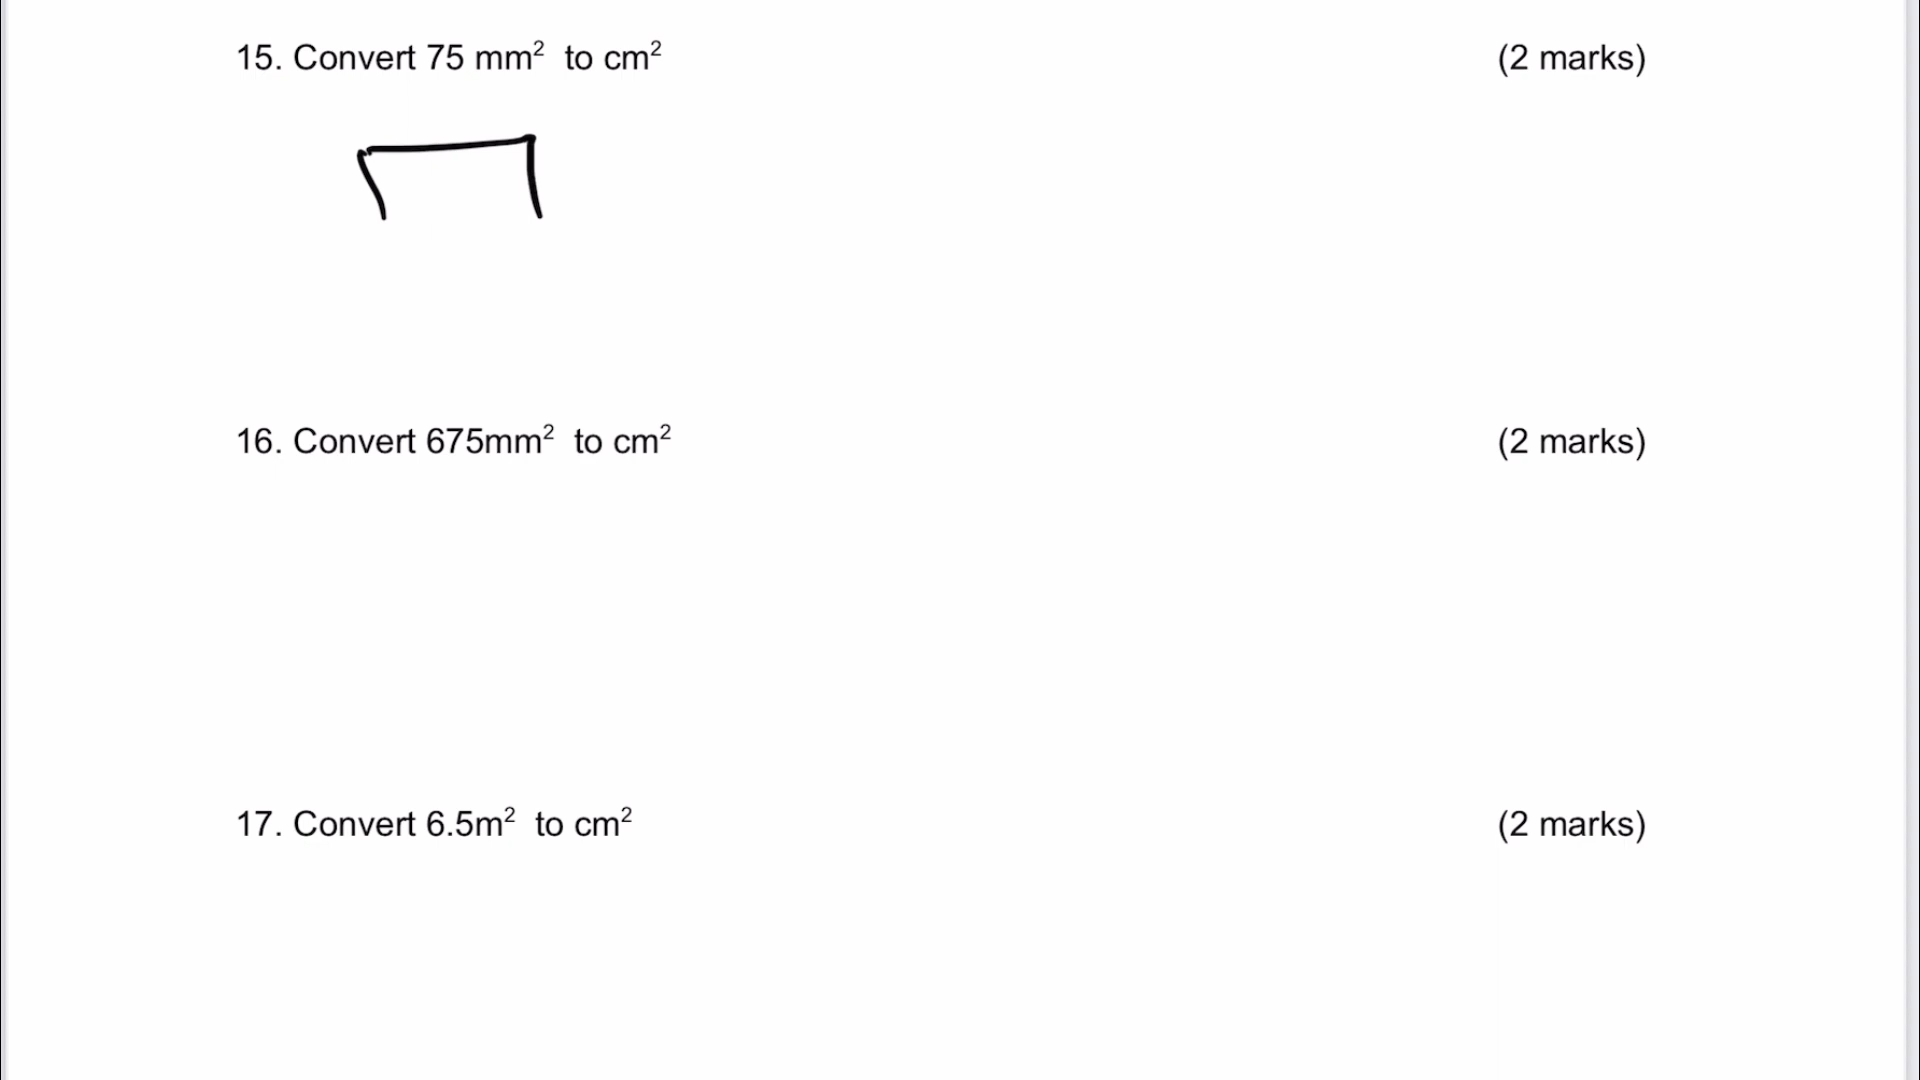 15. Convert 75 mm² to cm² (2 marks)
16. Convert 675mm² to cm² (2 marks)
17. Convert 6.5m² to cm² (2 marks)